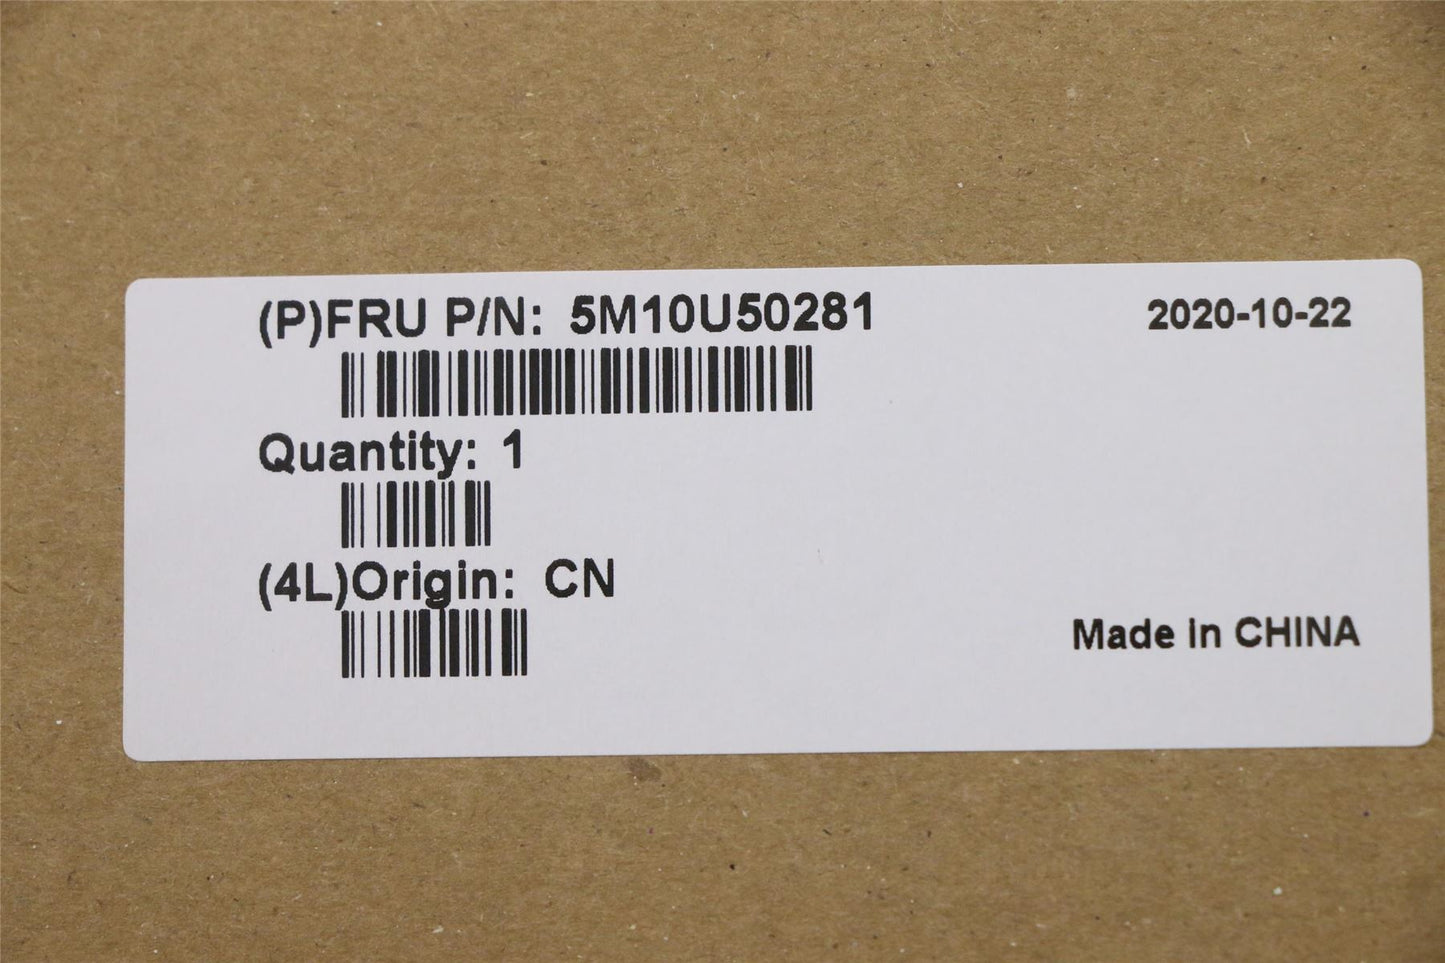 (P)FRU P/N: 5M10U50281
2020-10-22
Quantity: 1
(4L)Origin: CN
Made in CHINA